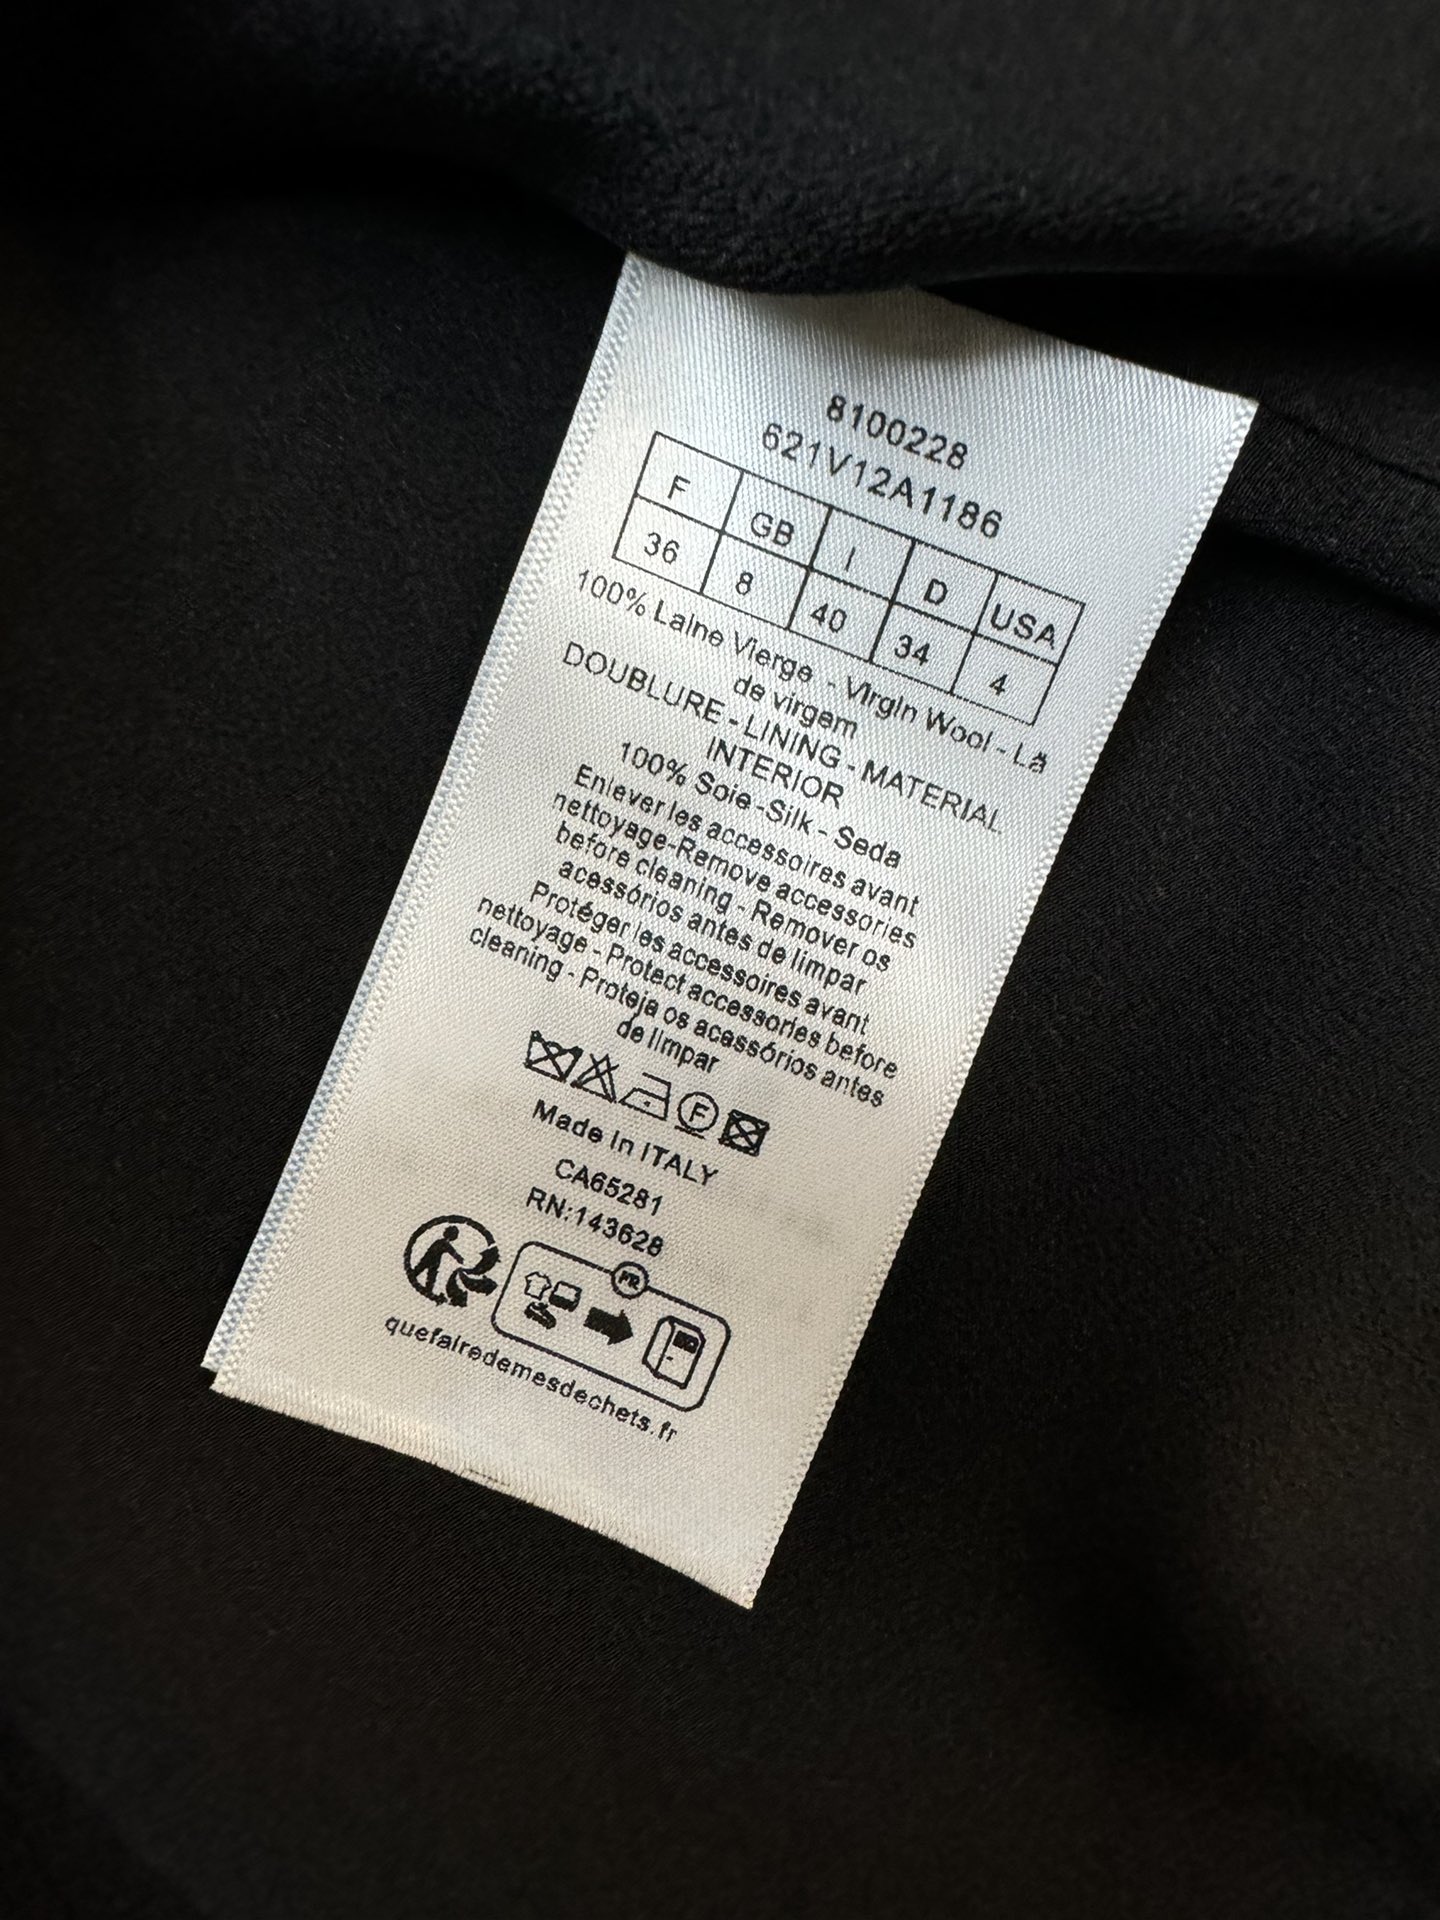 8100228
621V12A1186
F GB I D USA
36 8 40 34 4
100% Laine Vierge - Virgin Wool - Lã
de virgem
DOUBLURE - LINING - MATERIAL
INTERIOR
100% Soie -Silk - Seda
Enlever les accessoires avant
nettoyage-Remove accessories
before cleaning - Remover os
acessórios antes de limpar
Protéger les accessoires avant
nettoyage - Protect accessories before
cleaning - Proteja os acessórios antes
de limpar
F
Made in ITALY
CA65281
RN:143628
FR
quefairedemesdechets.fr